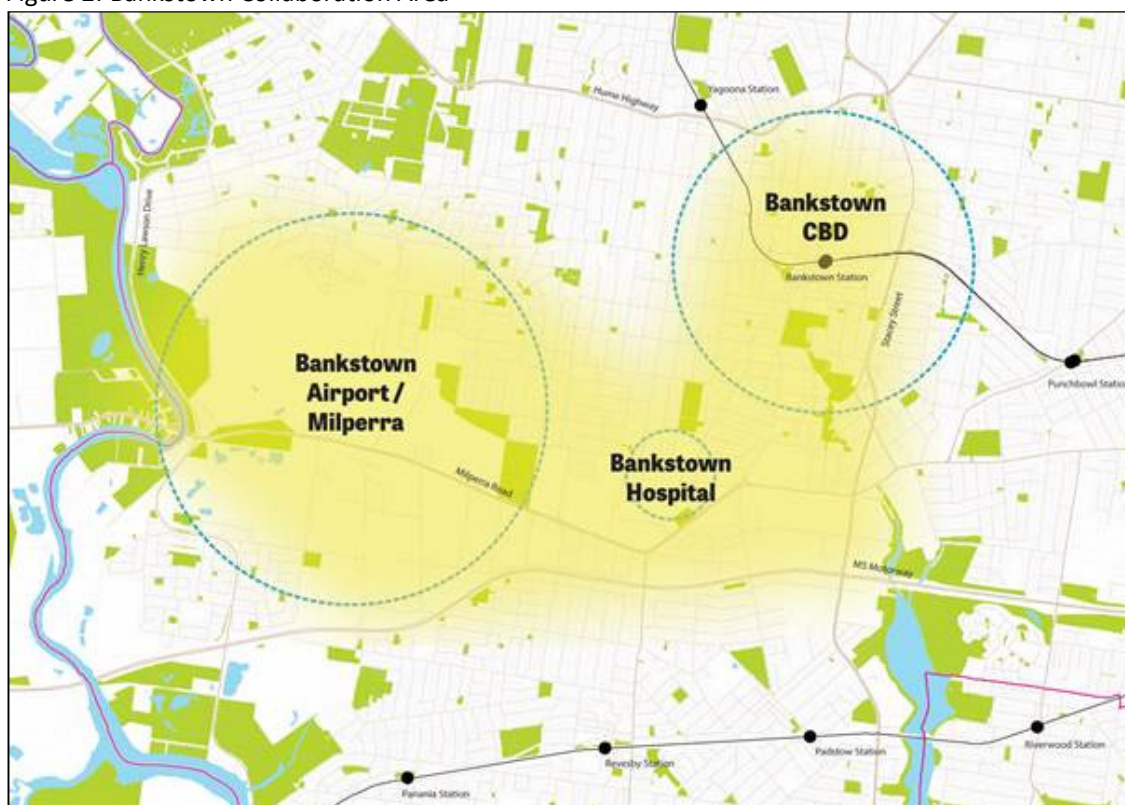 Figure 2: Bankstown Collaboration Area
Hume Highway
Yagoona Station
Henry Lawson Drive
Bankstown
CBD
Bankstown Station
Stacey Street
Punchbowl Station
Bankstown
Airport /
Milperra
Milperra Road
Bankstown
Hospital
M5 Motorway
Riverwood Station
Padstow Station
Revesby Station
Panania Station